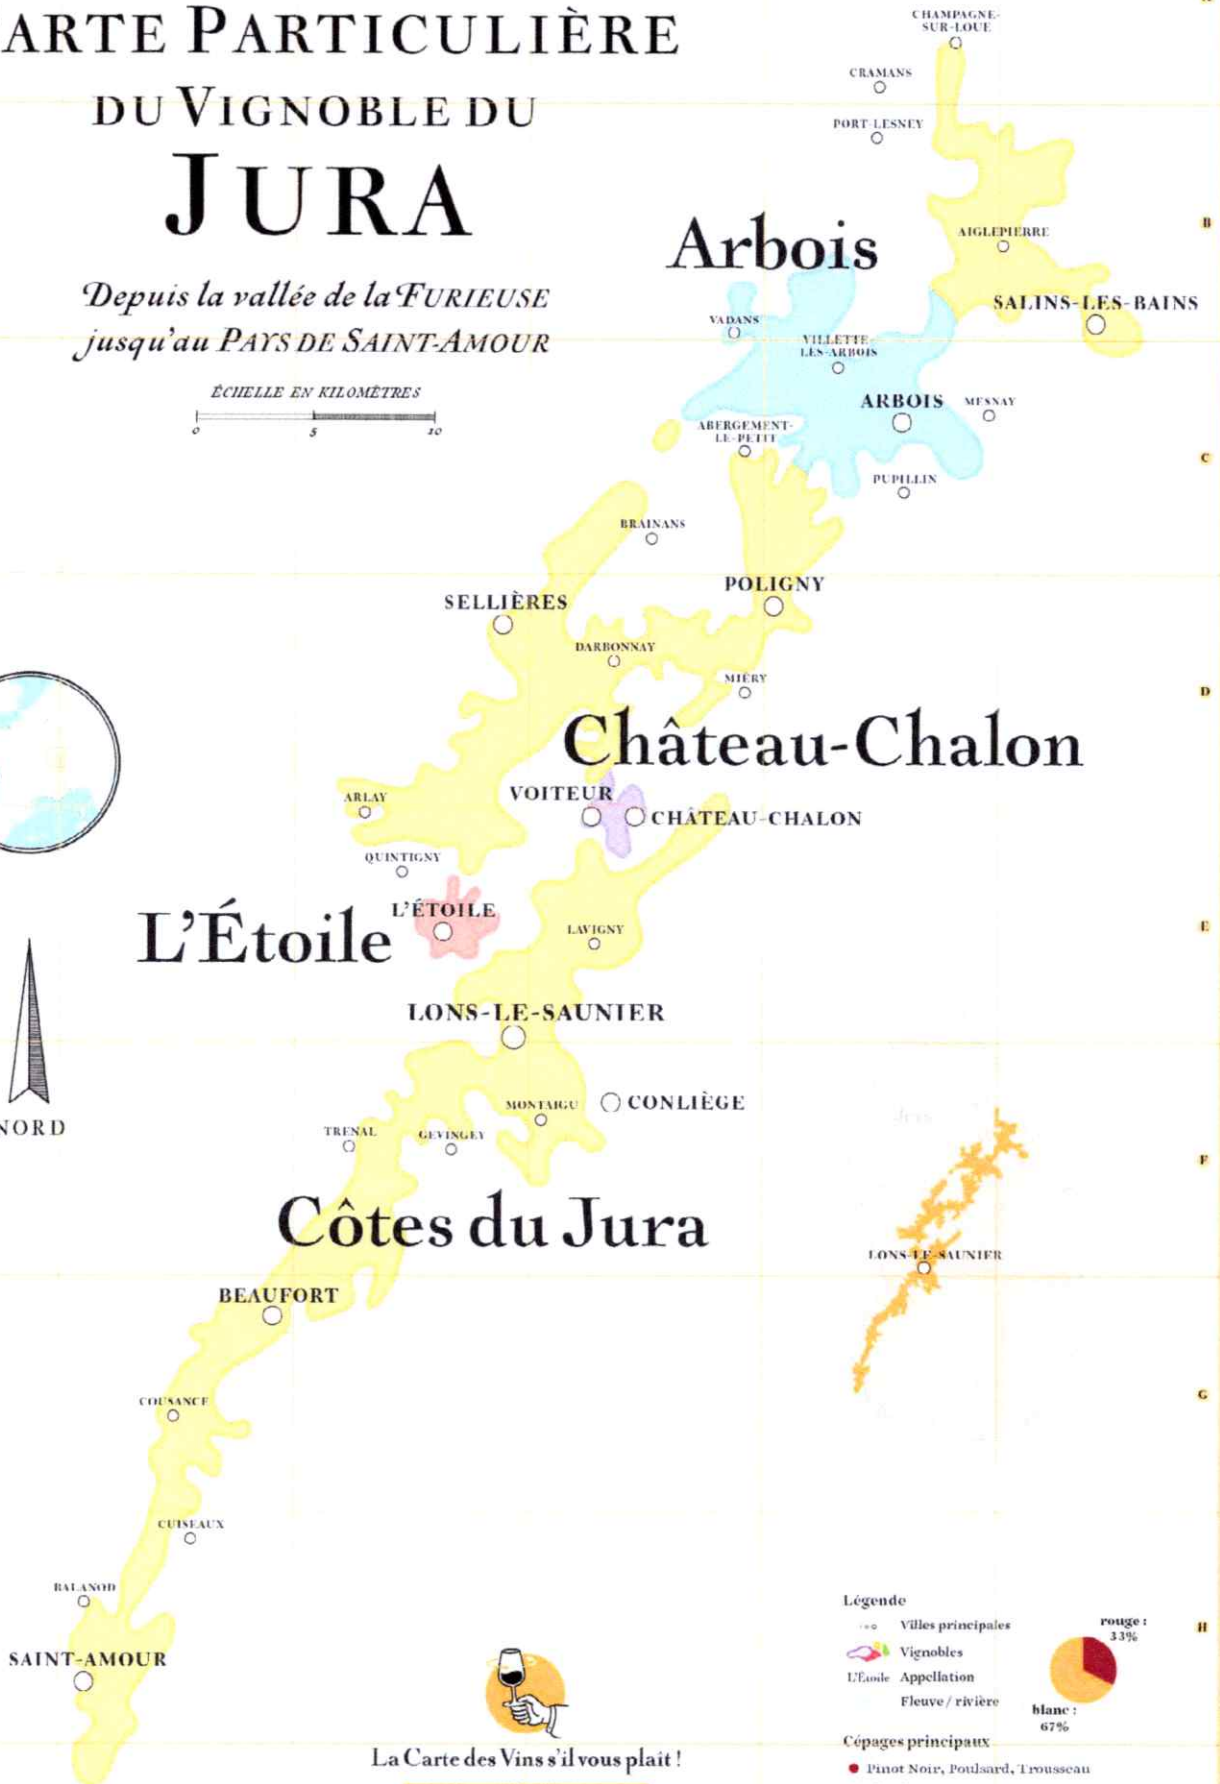 ARTE PARTICULIÈRE
DU VIGNOBLE DU
JURA
Depuis la vallée de la FURIEUSE
jusqu'au PAYS DE SAINT-AMOUR
ÉCHELLE EN KILOMÈTRES
0 5 10
CHAMPAGNE-
SUR-LOUE
CRAMANS
PORT-LESNEY
B
Arbois
AIGLEPIERRE
SALINS-LES-BAINS
VADANS
VILLETTE-
LÈS-ARBOIS
ARBOIS
MESNAY
ABERGEMENT-
LE-PETIT
C
PUPILLIN
BRAINANS
POLIGNY
SELLIÈRES
DARBONNAY
MIÉRY
D
Château-Chalon
ARLAY
VOITEUR
CHÂTEAU-CHALON
QUINTIGNY
L'Étoile
L'ÉTOILE
LAVIGNY
E
LONS-LE-SAUNIER
NORD
MONTAIGU
CONLIÈGE
TRENAL
GEVINGEY
F
Côtes du Jura
LONS-LE-SAUNIER
BEAUFORT
COUSANCE
G
CUISEAUX
BALANOD
SAINT-AMOUR
H
La Carte des Vins s'il vous plaît !
Légende
Villes principales
Vignobles
L'Étoile Appellation
Fleuve / rivière
rouge :
33%
blanc :
67%
Cépages principaux
Pinot Noir, Poulsard, Trousseau